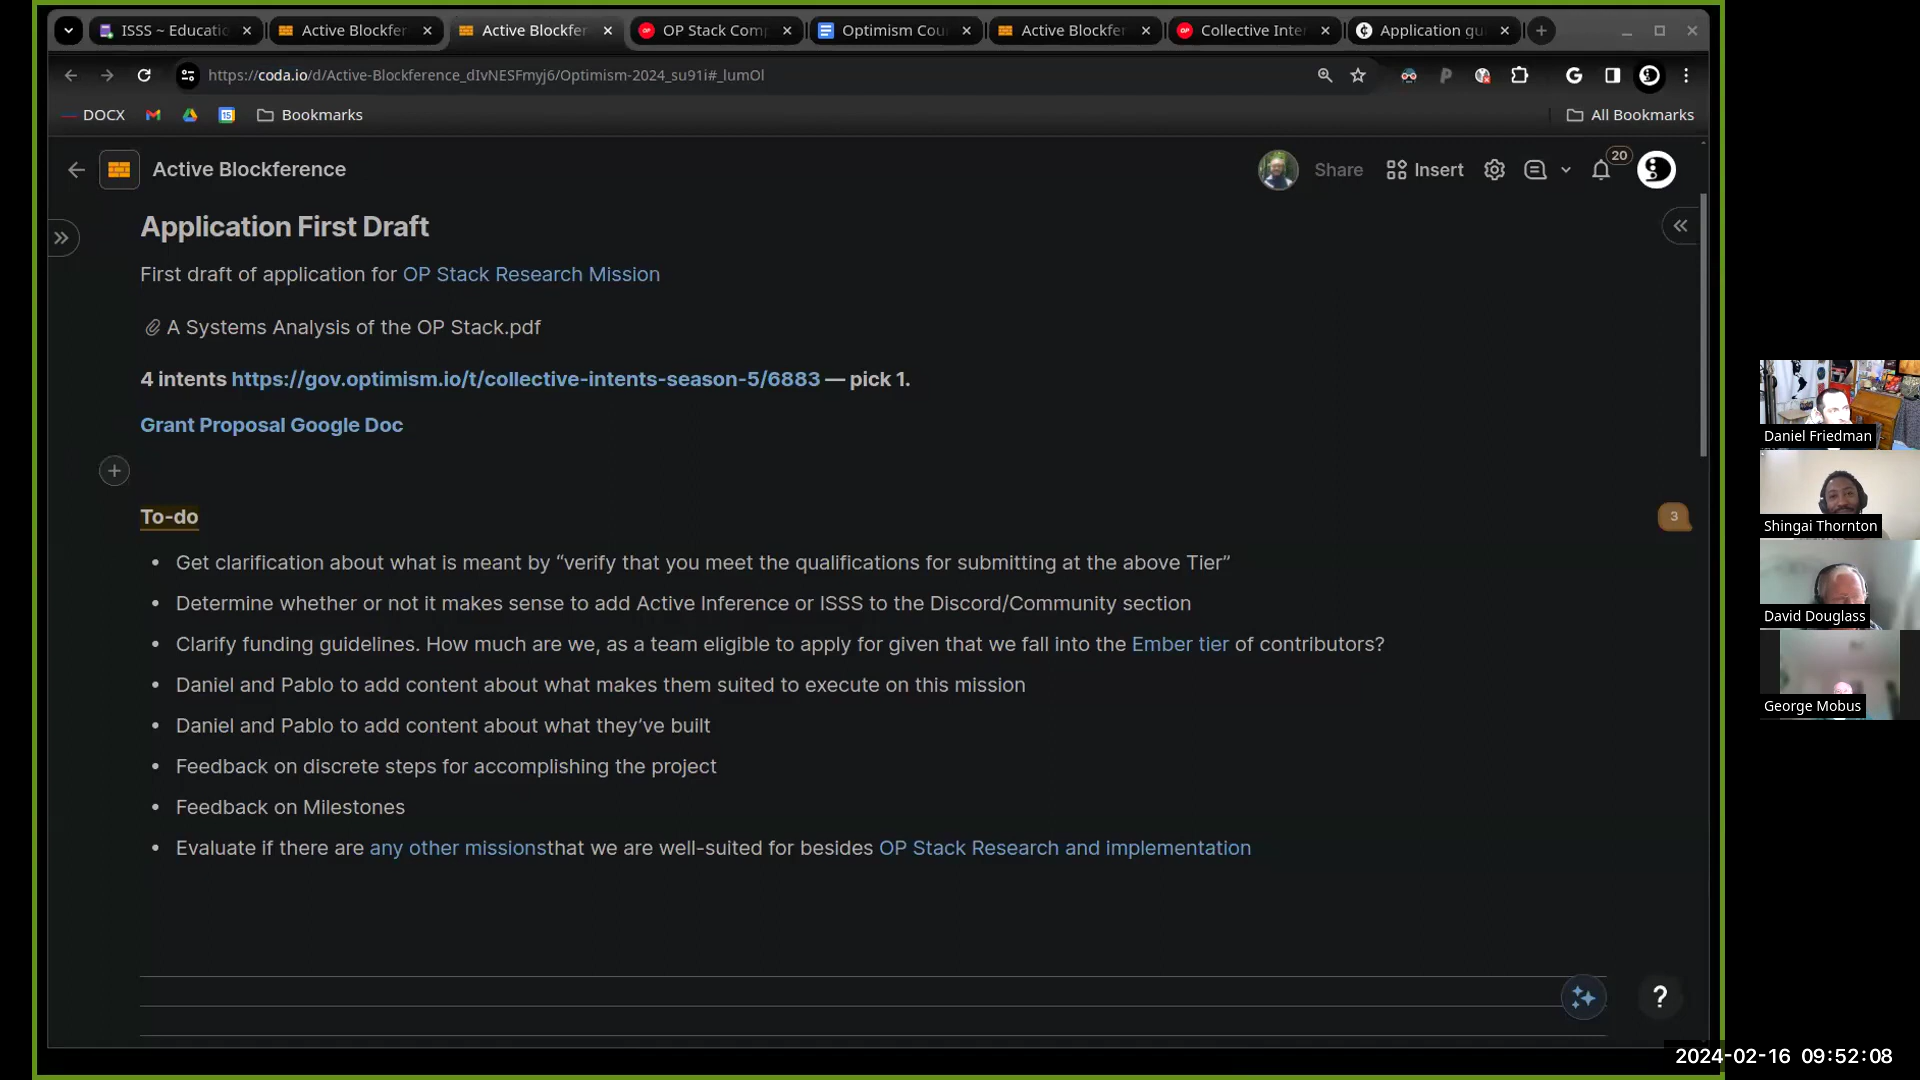 ISSS ~ Educatio
Active Blockfer
Active Blockfer
OP Stack Comp
Optimism Cou
Active Blockfer
Collective Inte
Application gui
https://coda.io/d/Active-Blockference_dIvNESFmyj6/Optimism-2024_su91i#_lumOl
DOCX
Bookmarks
All Bookmarks
Active Blockference
Share
Insert
20
Application First Draft
First draft of application for OP Stack Research Mission
A Systems Analysis of the OP Stack.pdf
4 intents https://gov.optimism.io/t/collective-intents-season-5/6883 — pick 1.
Grant Proposal Google Doc
To-do
3
• Get clarification about what is meant by “verify that you meet the qualifications for submitting at the above Tier”
• Determine whether or not it makes sense to add Active Inference or ISSS to the Discord/Community section
• Clarify funding guidelines. How much are we, as a team eligible to apply for given that we fall into the Ember tier of contributors?
• Daniel and Pablo to add content about what makes them suited to execute on this mission
• Daniel and Pablo to add content about what they’ve built
• Feedback on discrete steps for accomplishing the project
• Feedback on Milestones
• Evaluate if there are any other missionsthat we are well-suited for besides OP Stack Research and implementation
?
Daniel Friedman
Shingai Thornton
David Douglass
George Mobus
2024-02-16 09:52:08